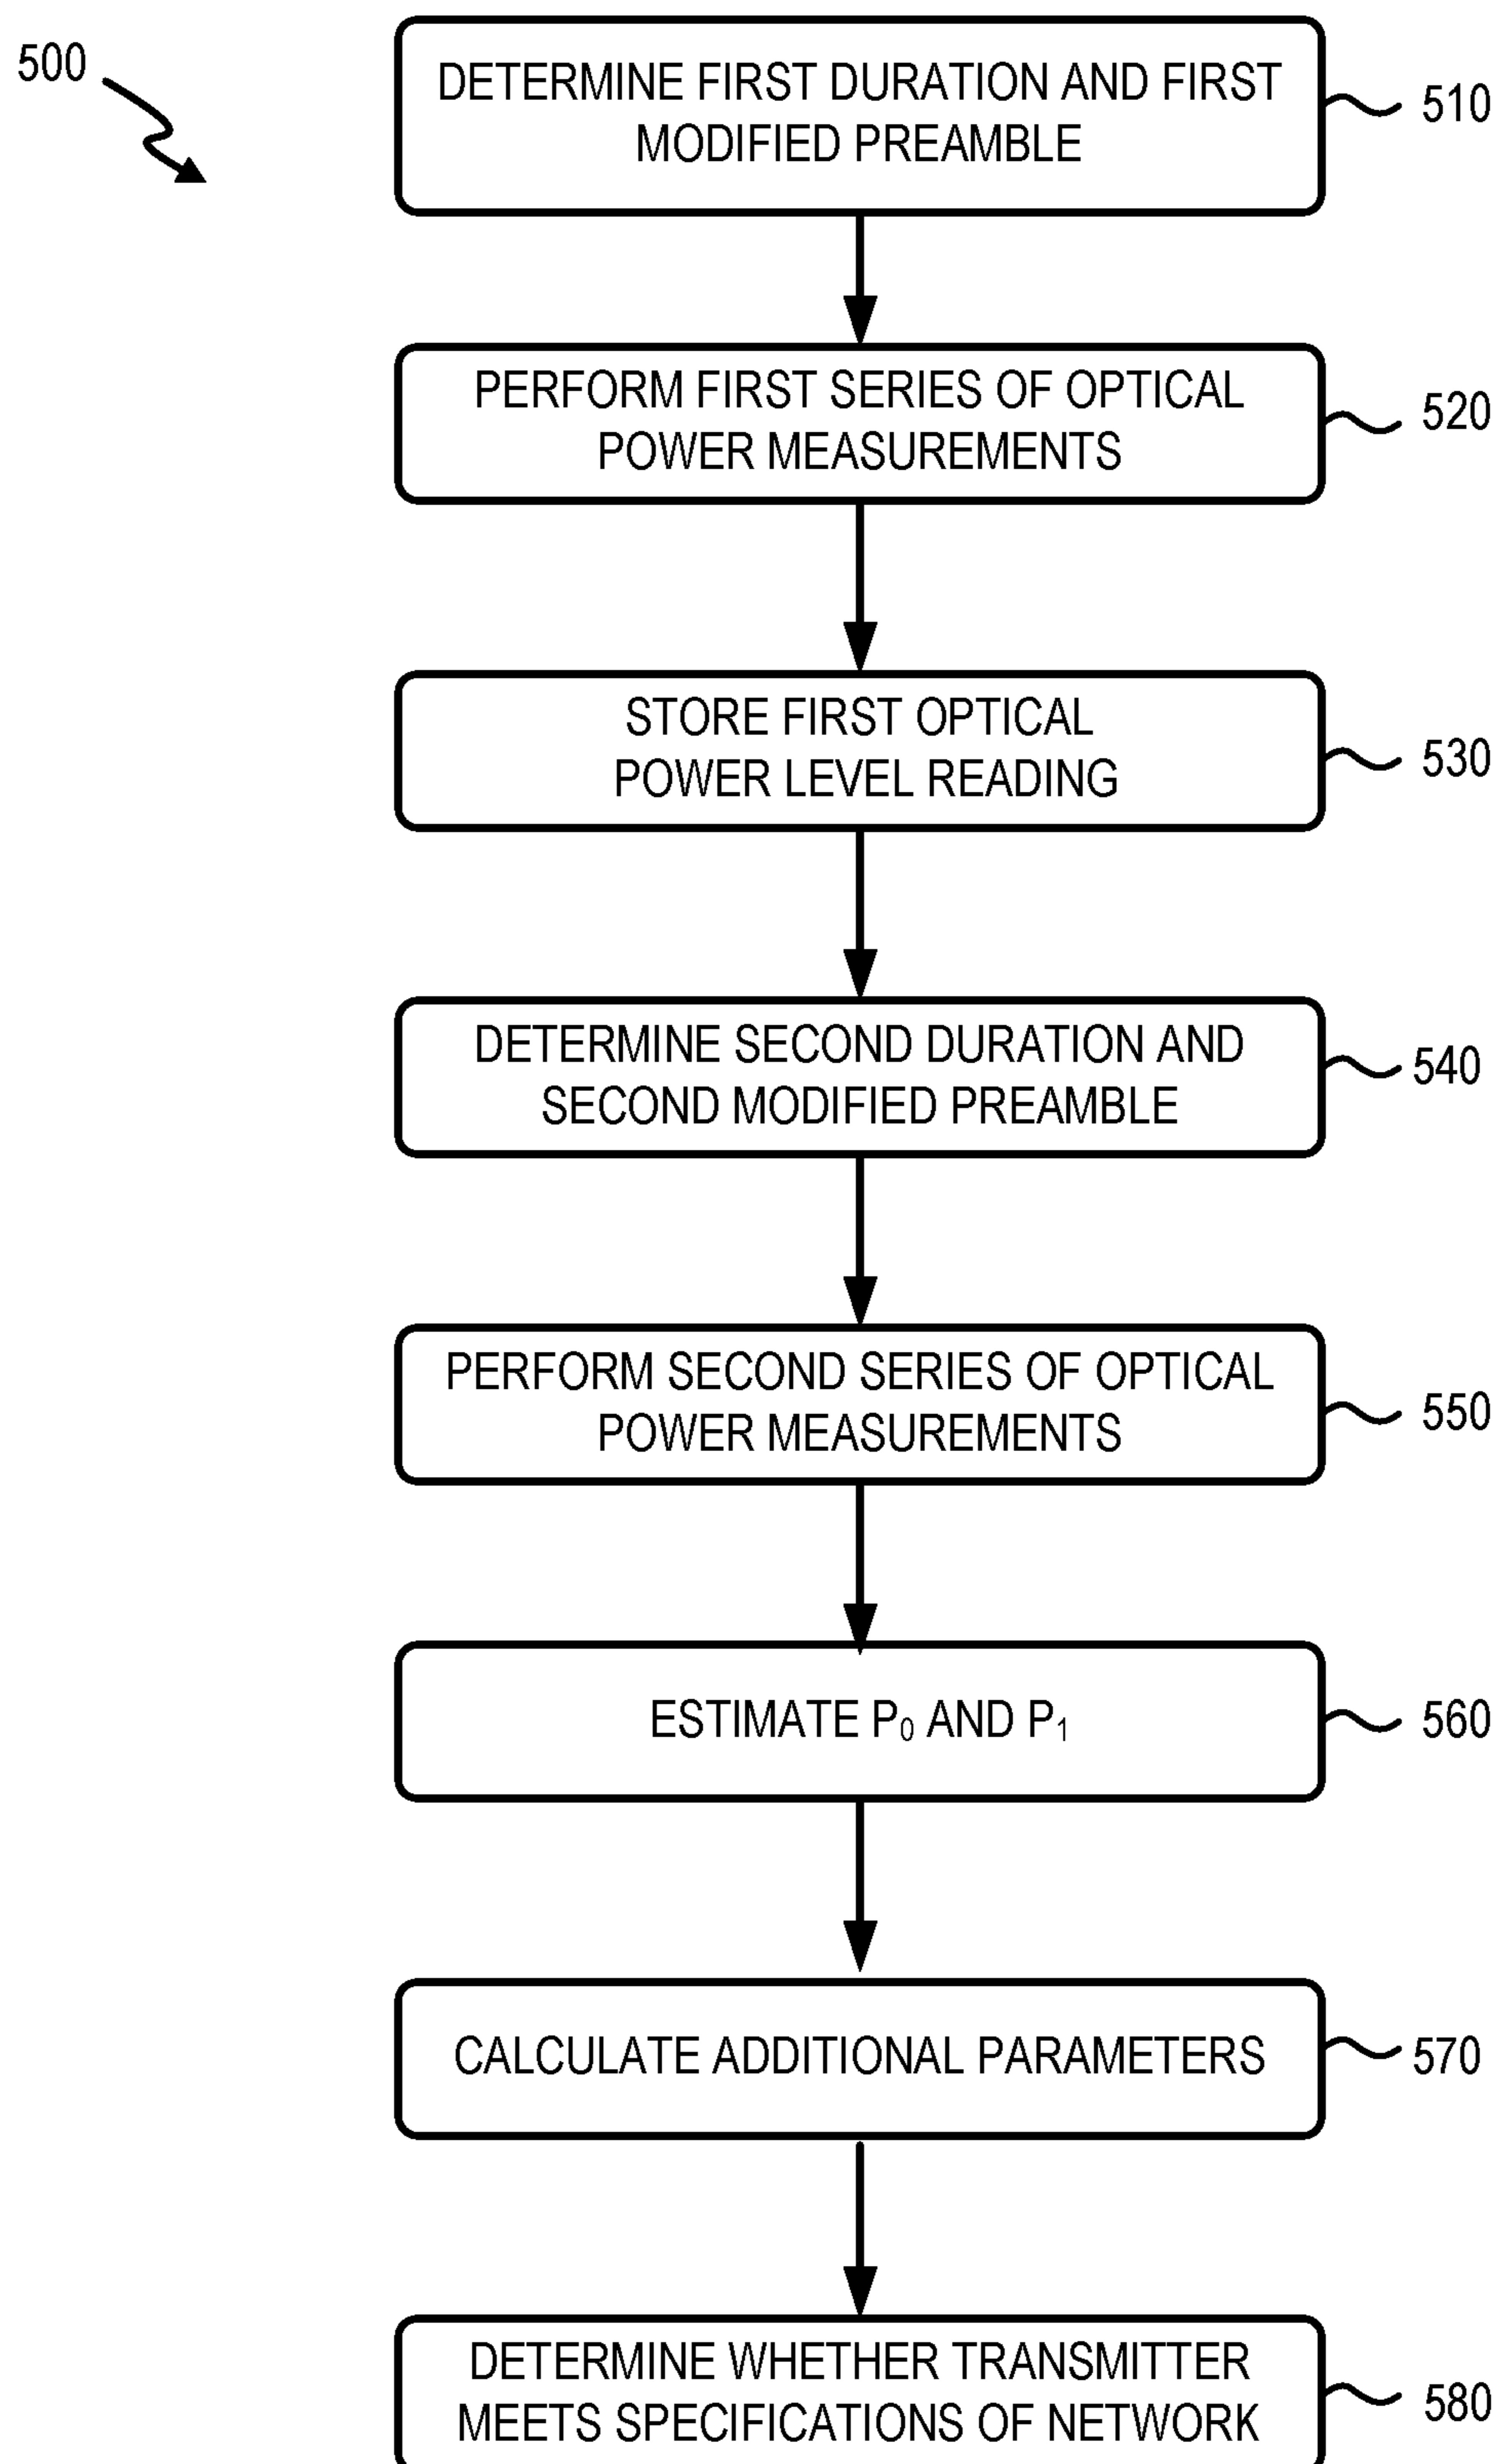 500
DETERMINE FIRST DURATION AND FIRST
MODIFIED PREAMBLE
510
PERFORM FIRST SERIES OF OPTICAL
POWER MEASUREMENTS
520
STORE FIRST OPTICAL
POWER LEVEL READING
530
DETERMINE SECOND DURATION AND
SECOND MODIFIED PREAMBLE
540
PERFORM SECOND SERIES OF OPTICAL
POWER MEASUREMENTS
550
ESTIMATE P₀ AND P₁
560
CALCULATE ADDITIONAL PARAMETERS
570
DETERMINE WHETHER TRANSMITTER
MEETS SPECIFICATIONS OF NETWORK
580